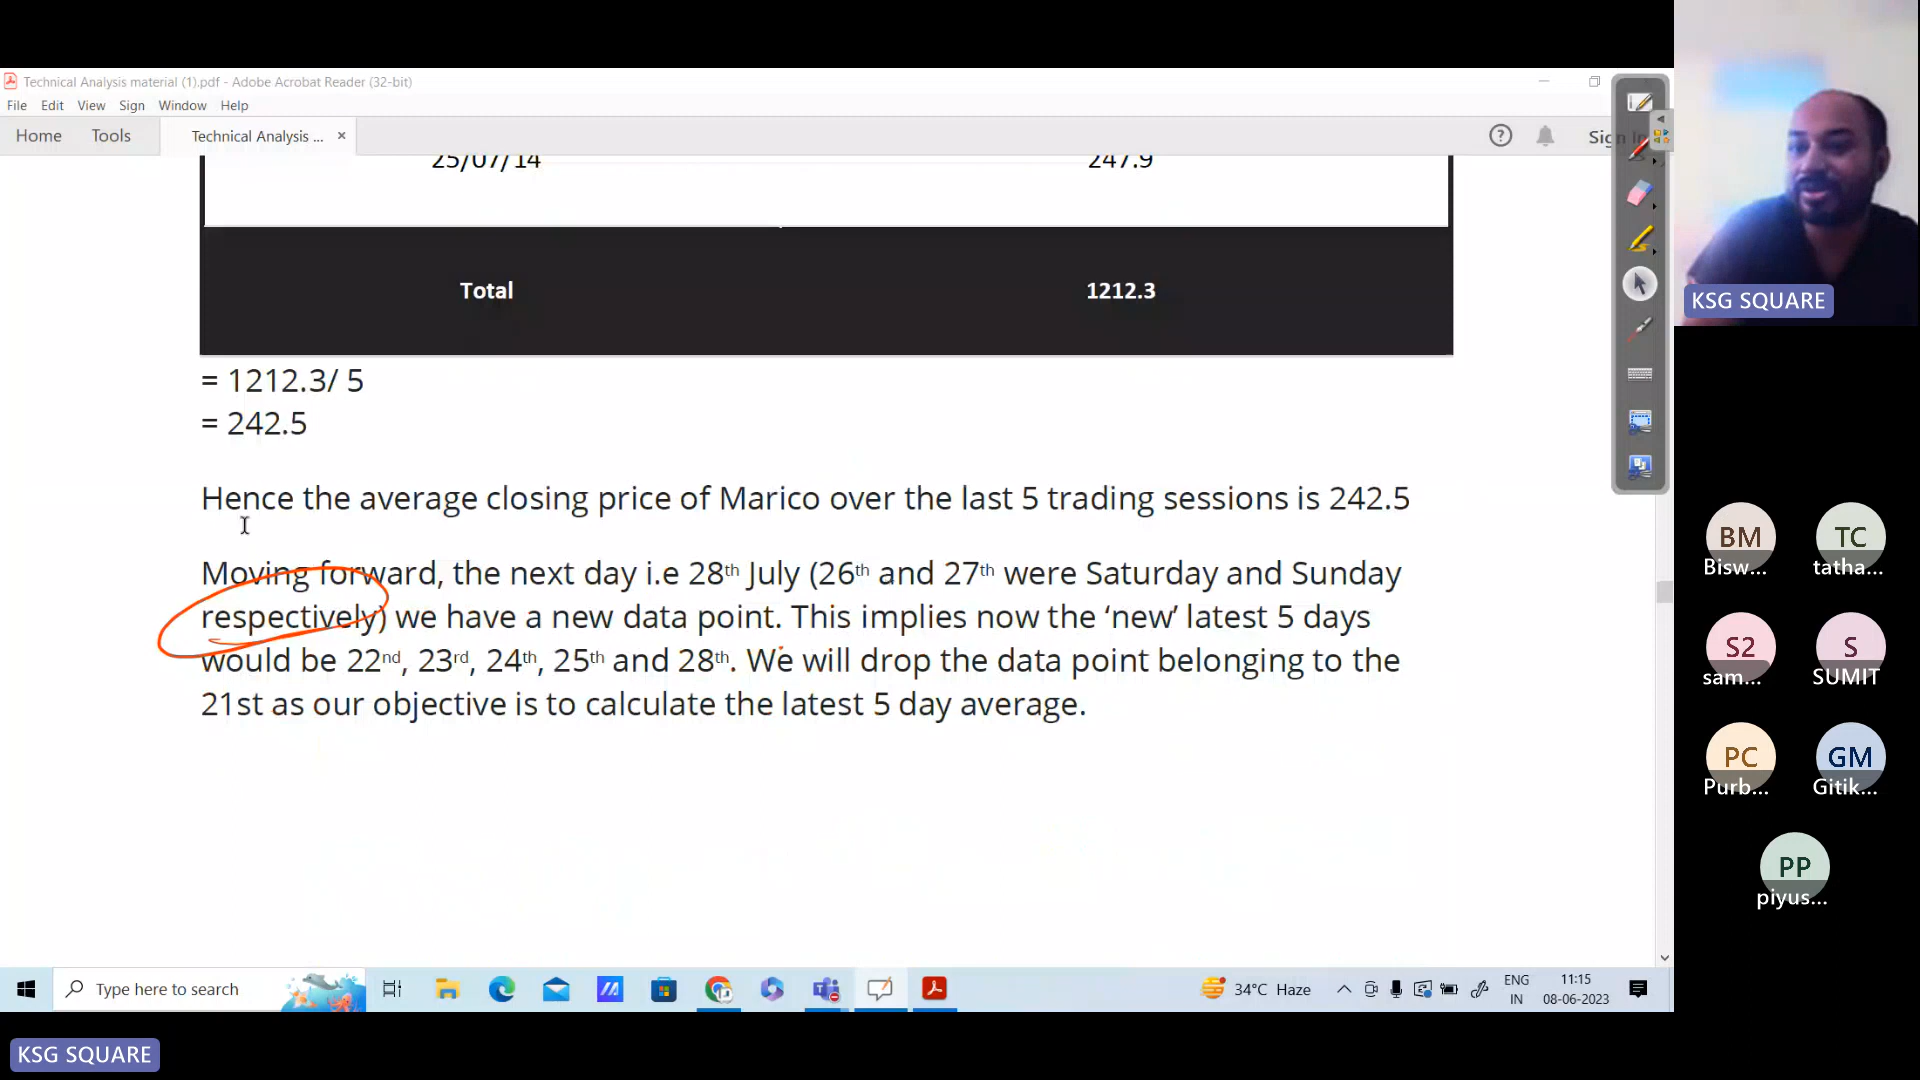 Technical Analysis material (1).pdf - Adobe Acrobat Reader (32-bit)
File Edit View Sign Window Help
Home Tools Technical Analysis ... × Sign In
25/07/14 247.9
Total 1212.3
= 1212.3/ 5
= 242.5
Hence the average closing price of Marico over the last 5 trading sessions is 242.5
Moving forward, the next day i.e 28th July (26th and 27th were Saturday and Sunday
respectively) we have a new data point. This implies now the ‘new’ latest 5 days
would be 22nd, 23rd, 24th, 25th and 28th. We will drop the data point belonging to the
21st as our objective is to calculate the latest 5 day average.
KSG SQUARE
BM TC
Bisw... tatha...
S2 S
sam... SUMIT
PC GM
Purb... Gitik...
PP
piyus...
Type here to search
34°C Haze
ENG
IN
11:15
08-06-2023
KSG SQUARE